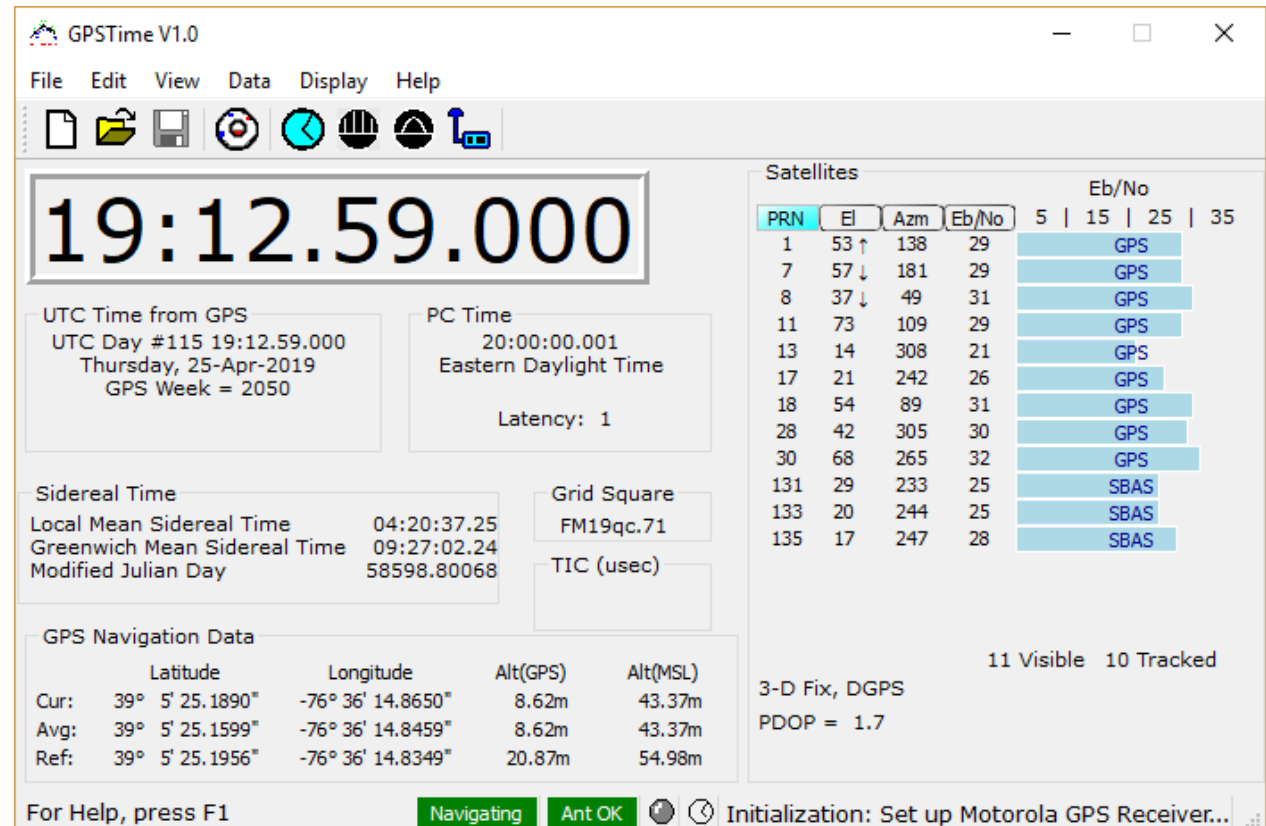 GPSTime V1.0
File Edit View Data Display Help
19:12.59.000
UTC Time from GPS
UTC Day #115 19:12.59.000
Thursday, 25-Apr-2019
GPS Week = 2050
PC Time
20:00:00.001
Eastern Daylight Time
Latency: 1
Sidereal Time
Local Mean Sidereal Time 04:20:37.25
Greenwich Mean Sidereal Time 09:27:02.24
Modified Julian Day 58598.80068
Grid Square
FM19qc.71
TIC (usec)
GPS Navigation Data
Latitude Longitude Alt(GPS) Alt(MSL)
Cur: 39° 5' 25.1890" -76° 36' 14.8650" 8.62m 43.37m
Avg: 39° 5' 25.1599" -76° 36' 14.8459" 8.62m 43.37m
Ref: 39° 5' 25.1956" -76° 36' 14.8349" 20.87m 54.98m
Satellites
Eb/No
PRN El Azm Eb/No 5 | 15 | 25 | 35
1 53 ↑ 138 29 GPS
7 57 ↓ 181 29 GPS
8 37 ↓ 49 31 GPS
11 73 109 29 GPS
13 14 308 21 GPS
17 21 242 26 GPS
18 54 89 31 GPS
28 42 305 30 GPS
30 68 265 32 GPS
131 29 233 25 SBAS
133 20 244 25 SBAS
135 17 247 28 SBAS
11 Visible 10 Tracked
3-D Fix, DGPS
PDOP = 1.7
For Help, press F1 Navigating Ant OK Initialization: Set up Motorola GPS Receiver...